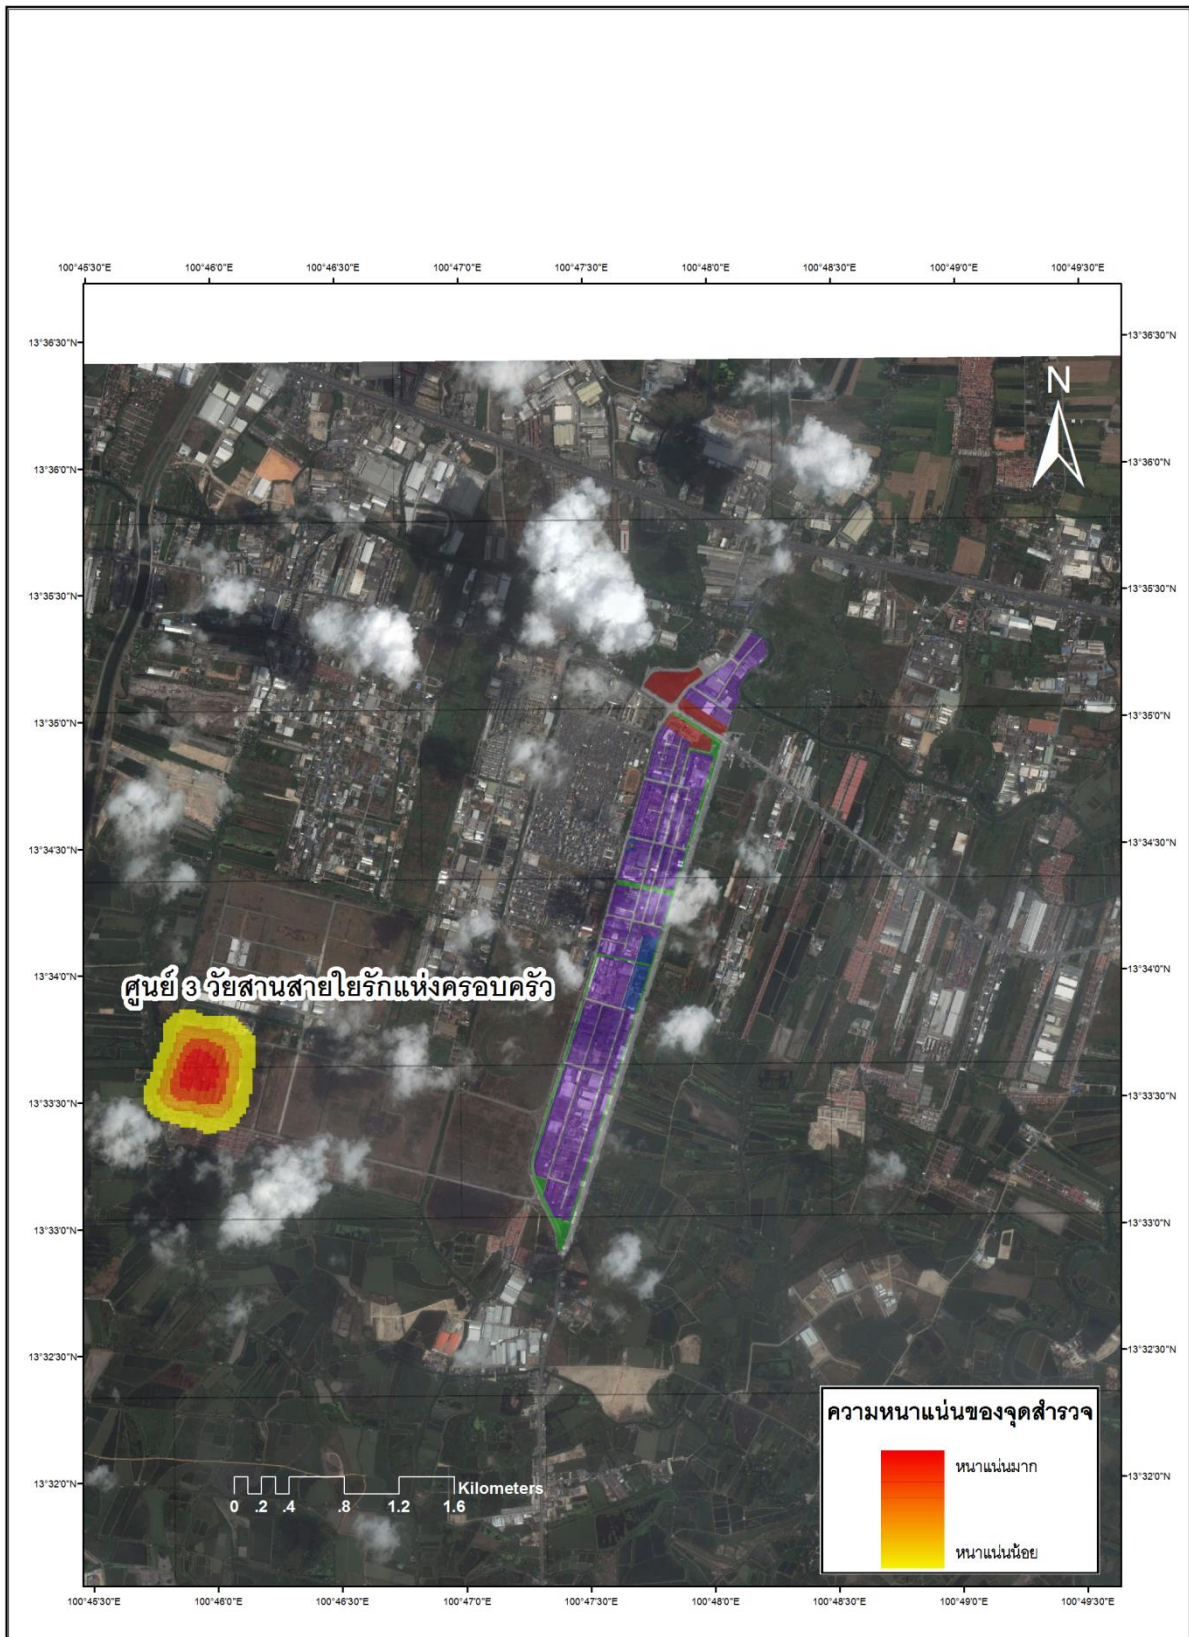 100°45'30"E 100°46'0"E 100°46'30"E 100°47'0"E 100°47'30"E 100°48'0"E 100°48'30"E 100°49'0"E 100°49'30"E
13°36'30"N 13°36'30"N
N
13°36'0"N 13°36'0"N
13°35'30"N 13°35'30"N
13°35'0"N 13°35'0"N
13°34'30"N 13°34'30"N
13°34'0"N 13°34'0"N
ศูนย์ 3 วัยสานสายใยรักแห่งครอบครัว
13°33'30"N 13°33'30"N
13°33'0"N 13°33'0"N
13°32'30"N 13°32'30"N
ความหนาแน่นของจุดสำรวจ
หนาแน่นมาก
หนาแน่นน้อย
13°32'0"N 13°32'0"N
Kilometers
0 .2 .4 .8 1.2 1.6
100°45'30"E 100°46'0"E 100°46'30"E 100°47'0"E 100°47'30"E 100°48'0"E 100°48'30"E 100°49'0"E 100°49'30"E